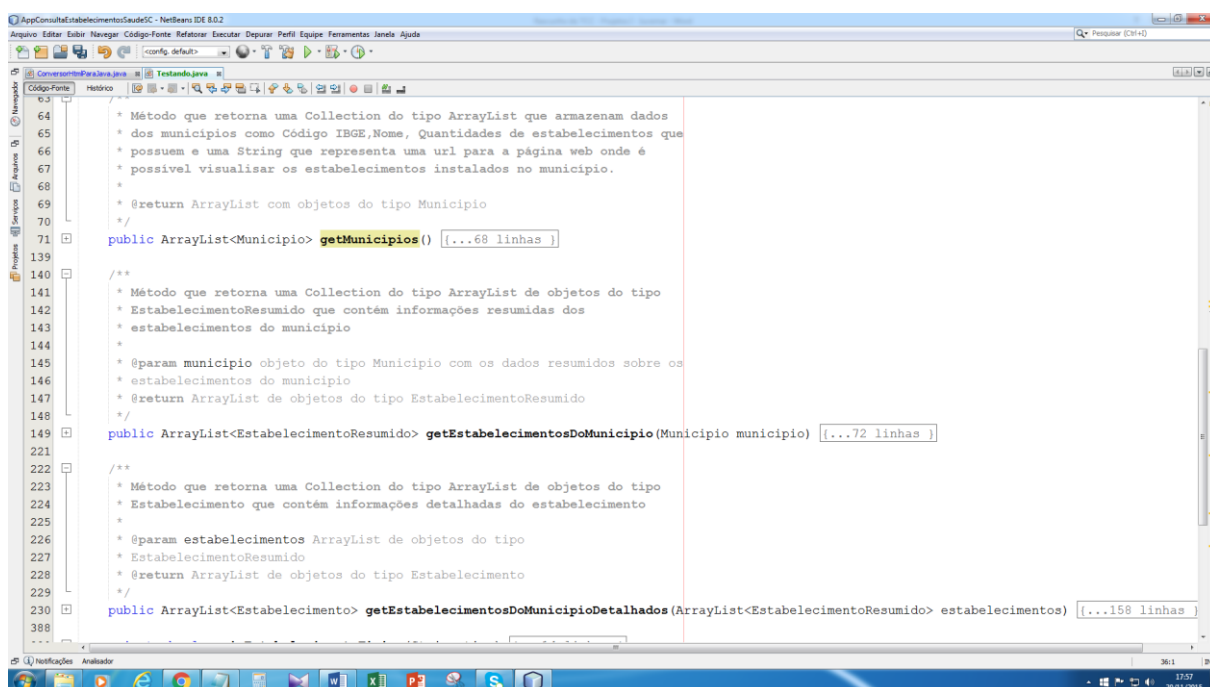 AppConsultaEstabelecimentosSaudeSC - NetBeans IDE 8.0.2
Arquivo Editar Exibir Navegar Código-Fonte Refatorar Executar Depurar Perfil Equipe Ferramentas Janela Ajuda
Pesquisar (Ctrl+I)
<config. default>
ConversorHtmlParaJava.java Testando.java
Código-Fonte Histórico
Navegador
Arquivos
Serviços
Projetos
63 /**
64 * Método que retorna uma Collection do tipo ArrayList que armazenam dados
65 * dos municipios como Código IBGE,Nome, Quantidades de estabelecimentos que
66 * possuem e uma String que representa uma url para a página web onde é
67 * possivel visualisar os estabelecimentos instalados no município.
68 *
69 * @return ArrayList com objetos do tipo Municipio
70 */
71 public ArrayList<Municipio> getMunicipios() {...68 linhas }
139
140 /**
141 * Método que retorna uma Collection do tipo ArrayList de objetos do tipo
142 * EstabelecimentoResumido que contém informações resumidas dos
143 * estabelecimentos do municipio
144 *
145 * @param municipio objeto do tipo Municipio com os dados resumidos sobre os
146 * estabelecimentos do municipio
147 * @return ArrayList de objetos do tipo EstabelecimentoResumido
148 */
149 public ArrayList<EstabelecimentoResumido> getEstabelecimentosDoMunicipio(Municipio municipio) {...72 linhas }
221
222 /**
223 * Método que retorna uma Collection do tipo ArrayList de objetos do tipo
224 * Estabelecimento que contém informações detalhadas do estabelecimento
225 *
226 * @param estabelecimentos ArrayList de objetos do tipo
227 * EstabelecimentoResumido
228 * @return ArrayList de objetos do tipo Estabelecimento
229 */
230 public ArrayList<Estabelecimento> getEstabelecimentosDoMunicipioDetalhados(ArrayList<EstabelecimentoResumido> estabelecimentos) {...158 linhas }
388
Notificações Analisador
36:1
17:57